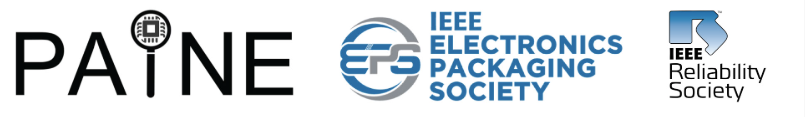 PAINE
EPS
IEEE
ELECTRONICS
PACKAGING
SOCIETY
IEEE
Reliability
Society